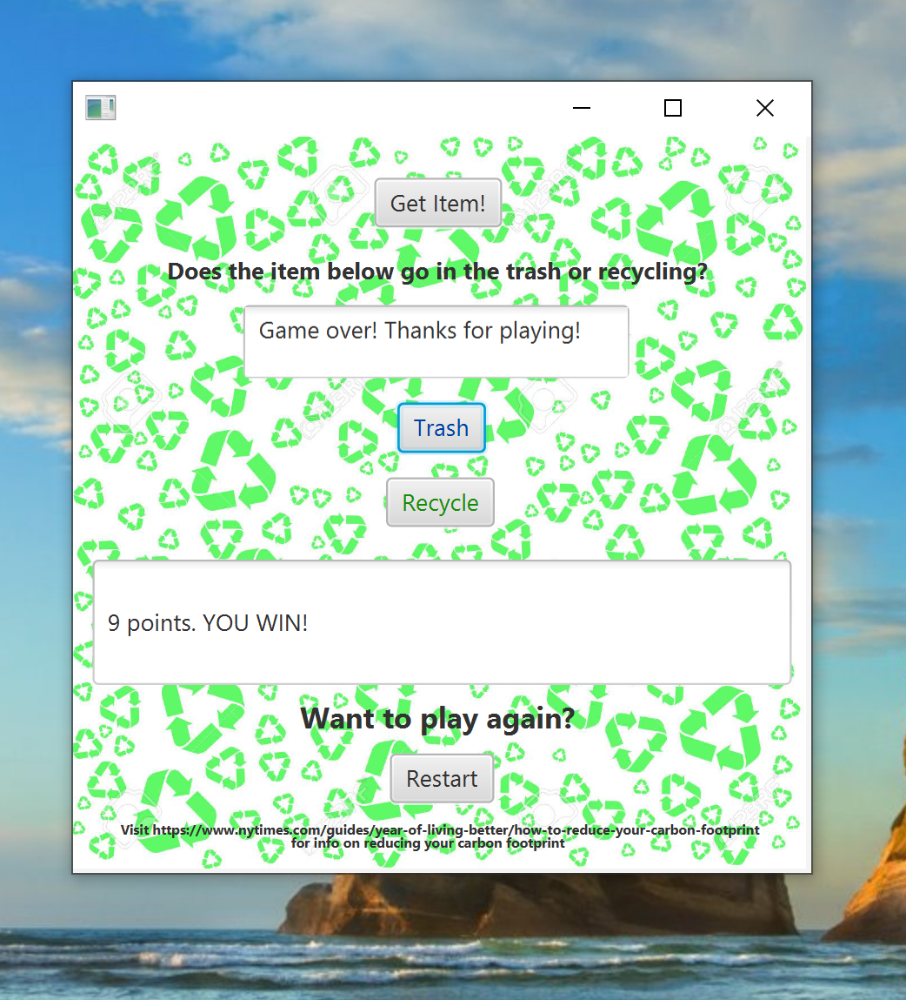 Get Item!
Does the item below go in the trash or recycling?
Game over! Thanks for playing!
Trash
Recycle
9 points. YOU WIN!
Want to play again?
Restart
Visit https://www.nytimes.com/guides/year-of-living-better/how-to-reduce-your-carbon-footprint
for info on reducing your carbon footprint